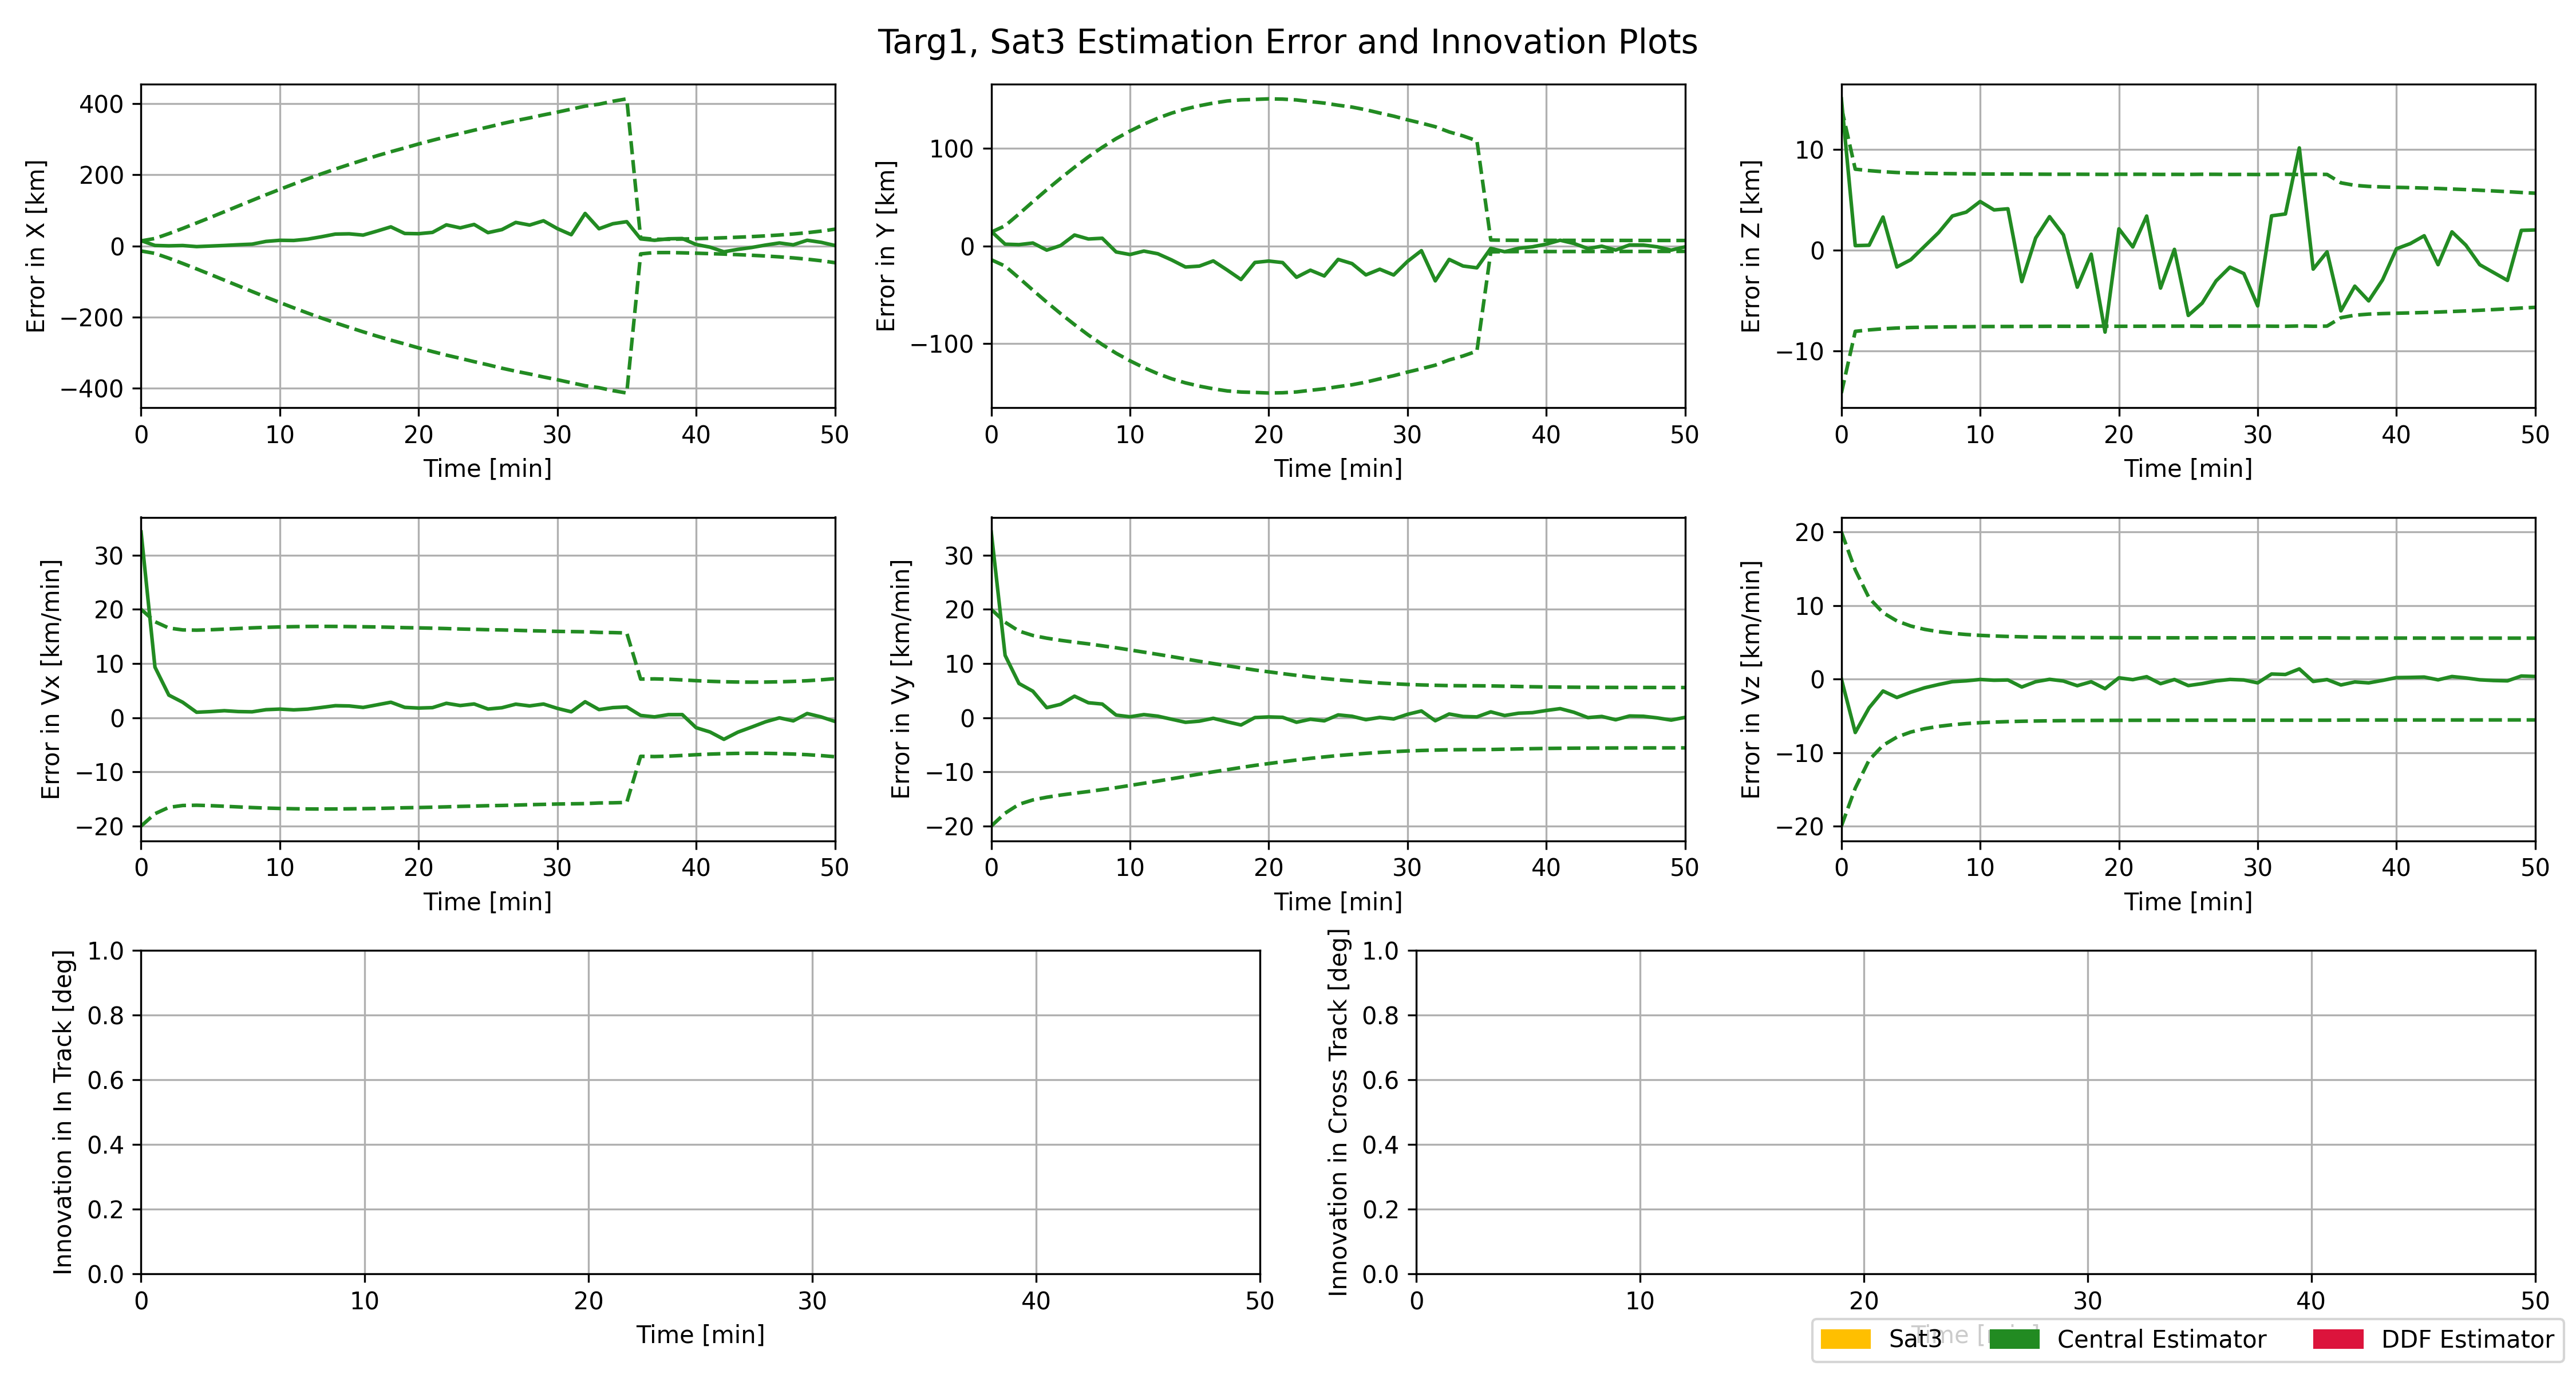 Targ1, Sat3 Estimation Error and Innovation Plots
Error in X [km]
400
200
0
−200
−400
0 10 20 30 40 50
Time [min]
Error in Y [km]
100
0
−100
0 10 20 30 40 50
Time [min]
Error in Z [km]
10
0
−10
0 10 20 30 40 50
Time [min]
Error in Vx [km/min]
30
20
10
0
−10
−20
0 10 20 30 40 50
Time [min]
Error in Vy [km/min]
30
20
10
0
−10
−20
0 10 20 30 40 50
Time [min]
Error in Vz [km/min]
20
10
0
−10
−20
0 10 20 30 40 50
Time [min]
Innovation in In Track [deg]
1.0
0.8
0.6
0.4
0.2
0.0
0 10 20 30 40 50
Time [min]
Innovation in Cross Track [deg]
1.0
0.8
0.6
0.4
0.2
0.0
0 10 20 30 40 50
Time [min]
Sat3 Central Estimator DDF Estimator